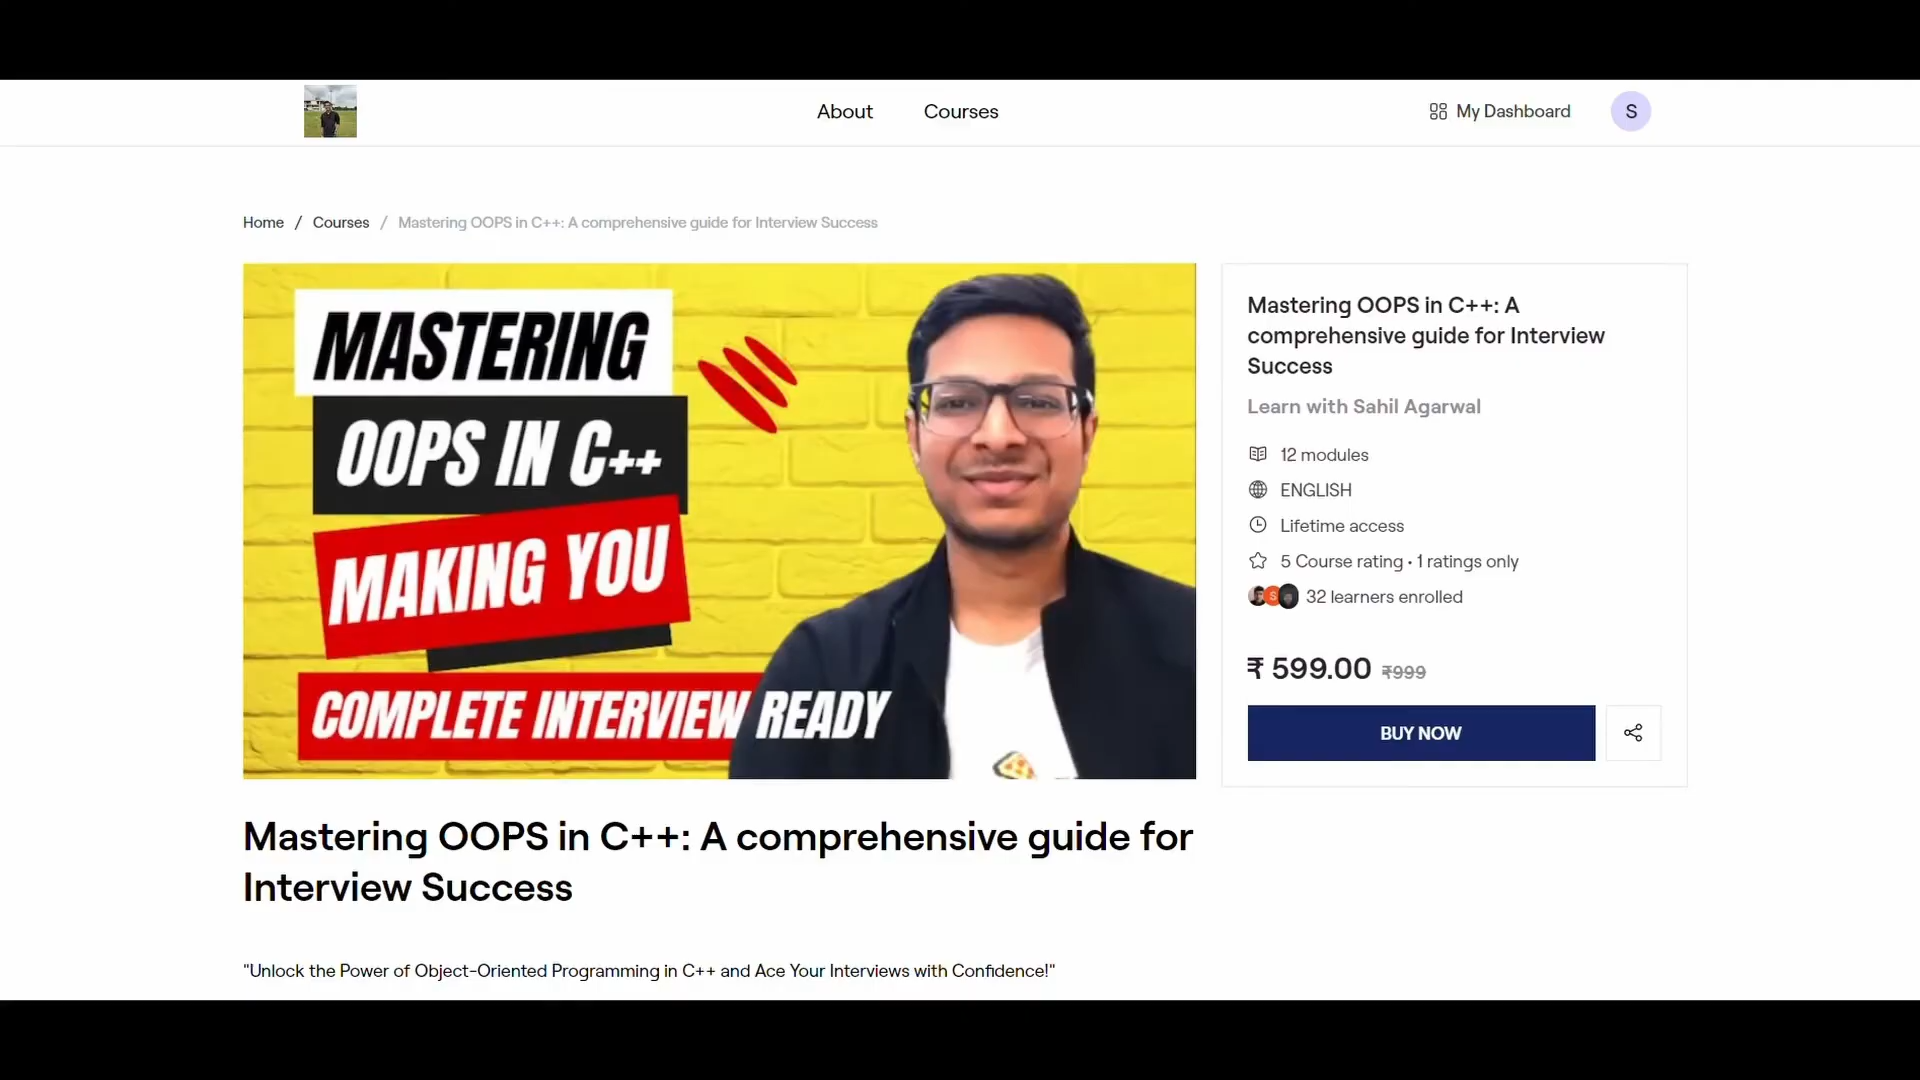 About
Courses
My Dashboard
S
Home / Courses / Mastering OOPS in C++: A comprehensive guide for Interview Success
MASTERING
OOPS IN C++
MAKING YOU
COMPLETE INTERVIEW READY
Mastering OOPS in C++: A
comprehensive guide for Interview
Success
Learn with Sahil Agarwal
12 modules
ENGLISH
Lifetime access
5 Course rating • 1 ratings only
S
32 learners enrolled
₹ 599.00 ₹999
BUY NOW
Mastering OOPS in C++: A comprehensive guide for
Interview Success
"Unlock the Power of Object-Oriented Programming in C++ and Ace Your Interviews with Confidence!"